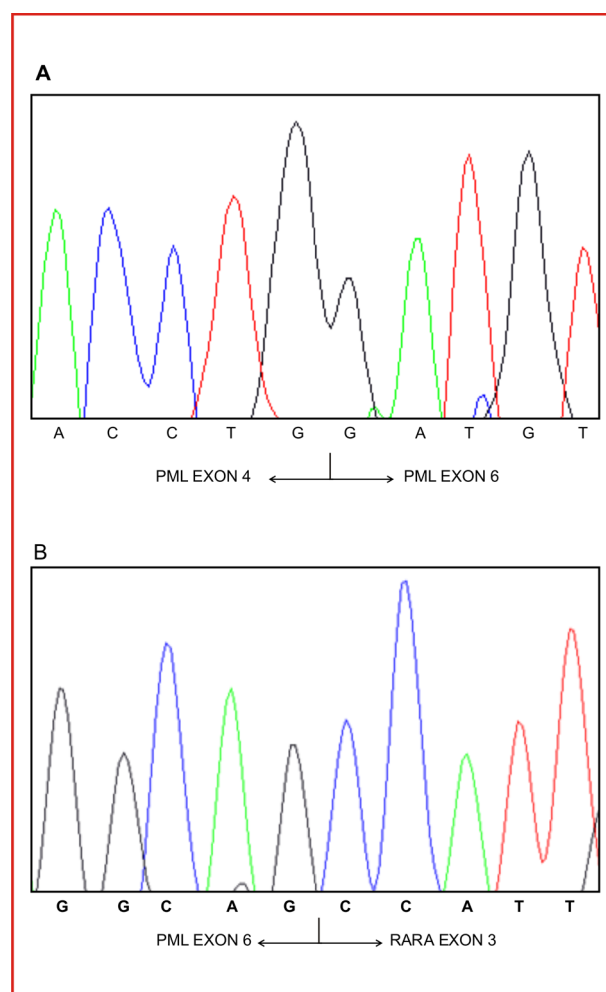 A
A C C T G G A T G T
PML EXON 4 PML EXON 6
B
G G C A G C C A T T
PML EXON 6 RARA EXON 3